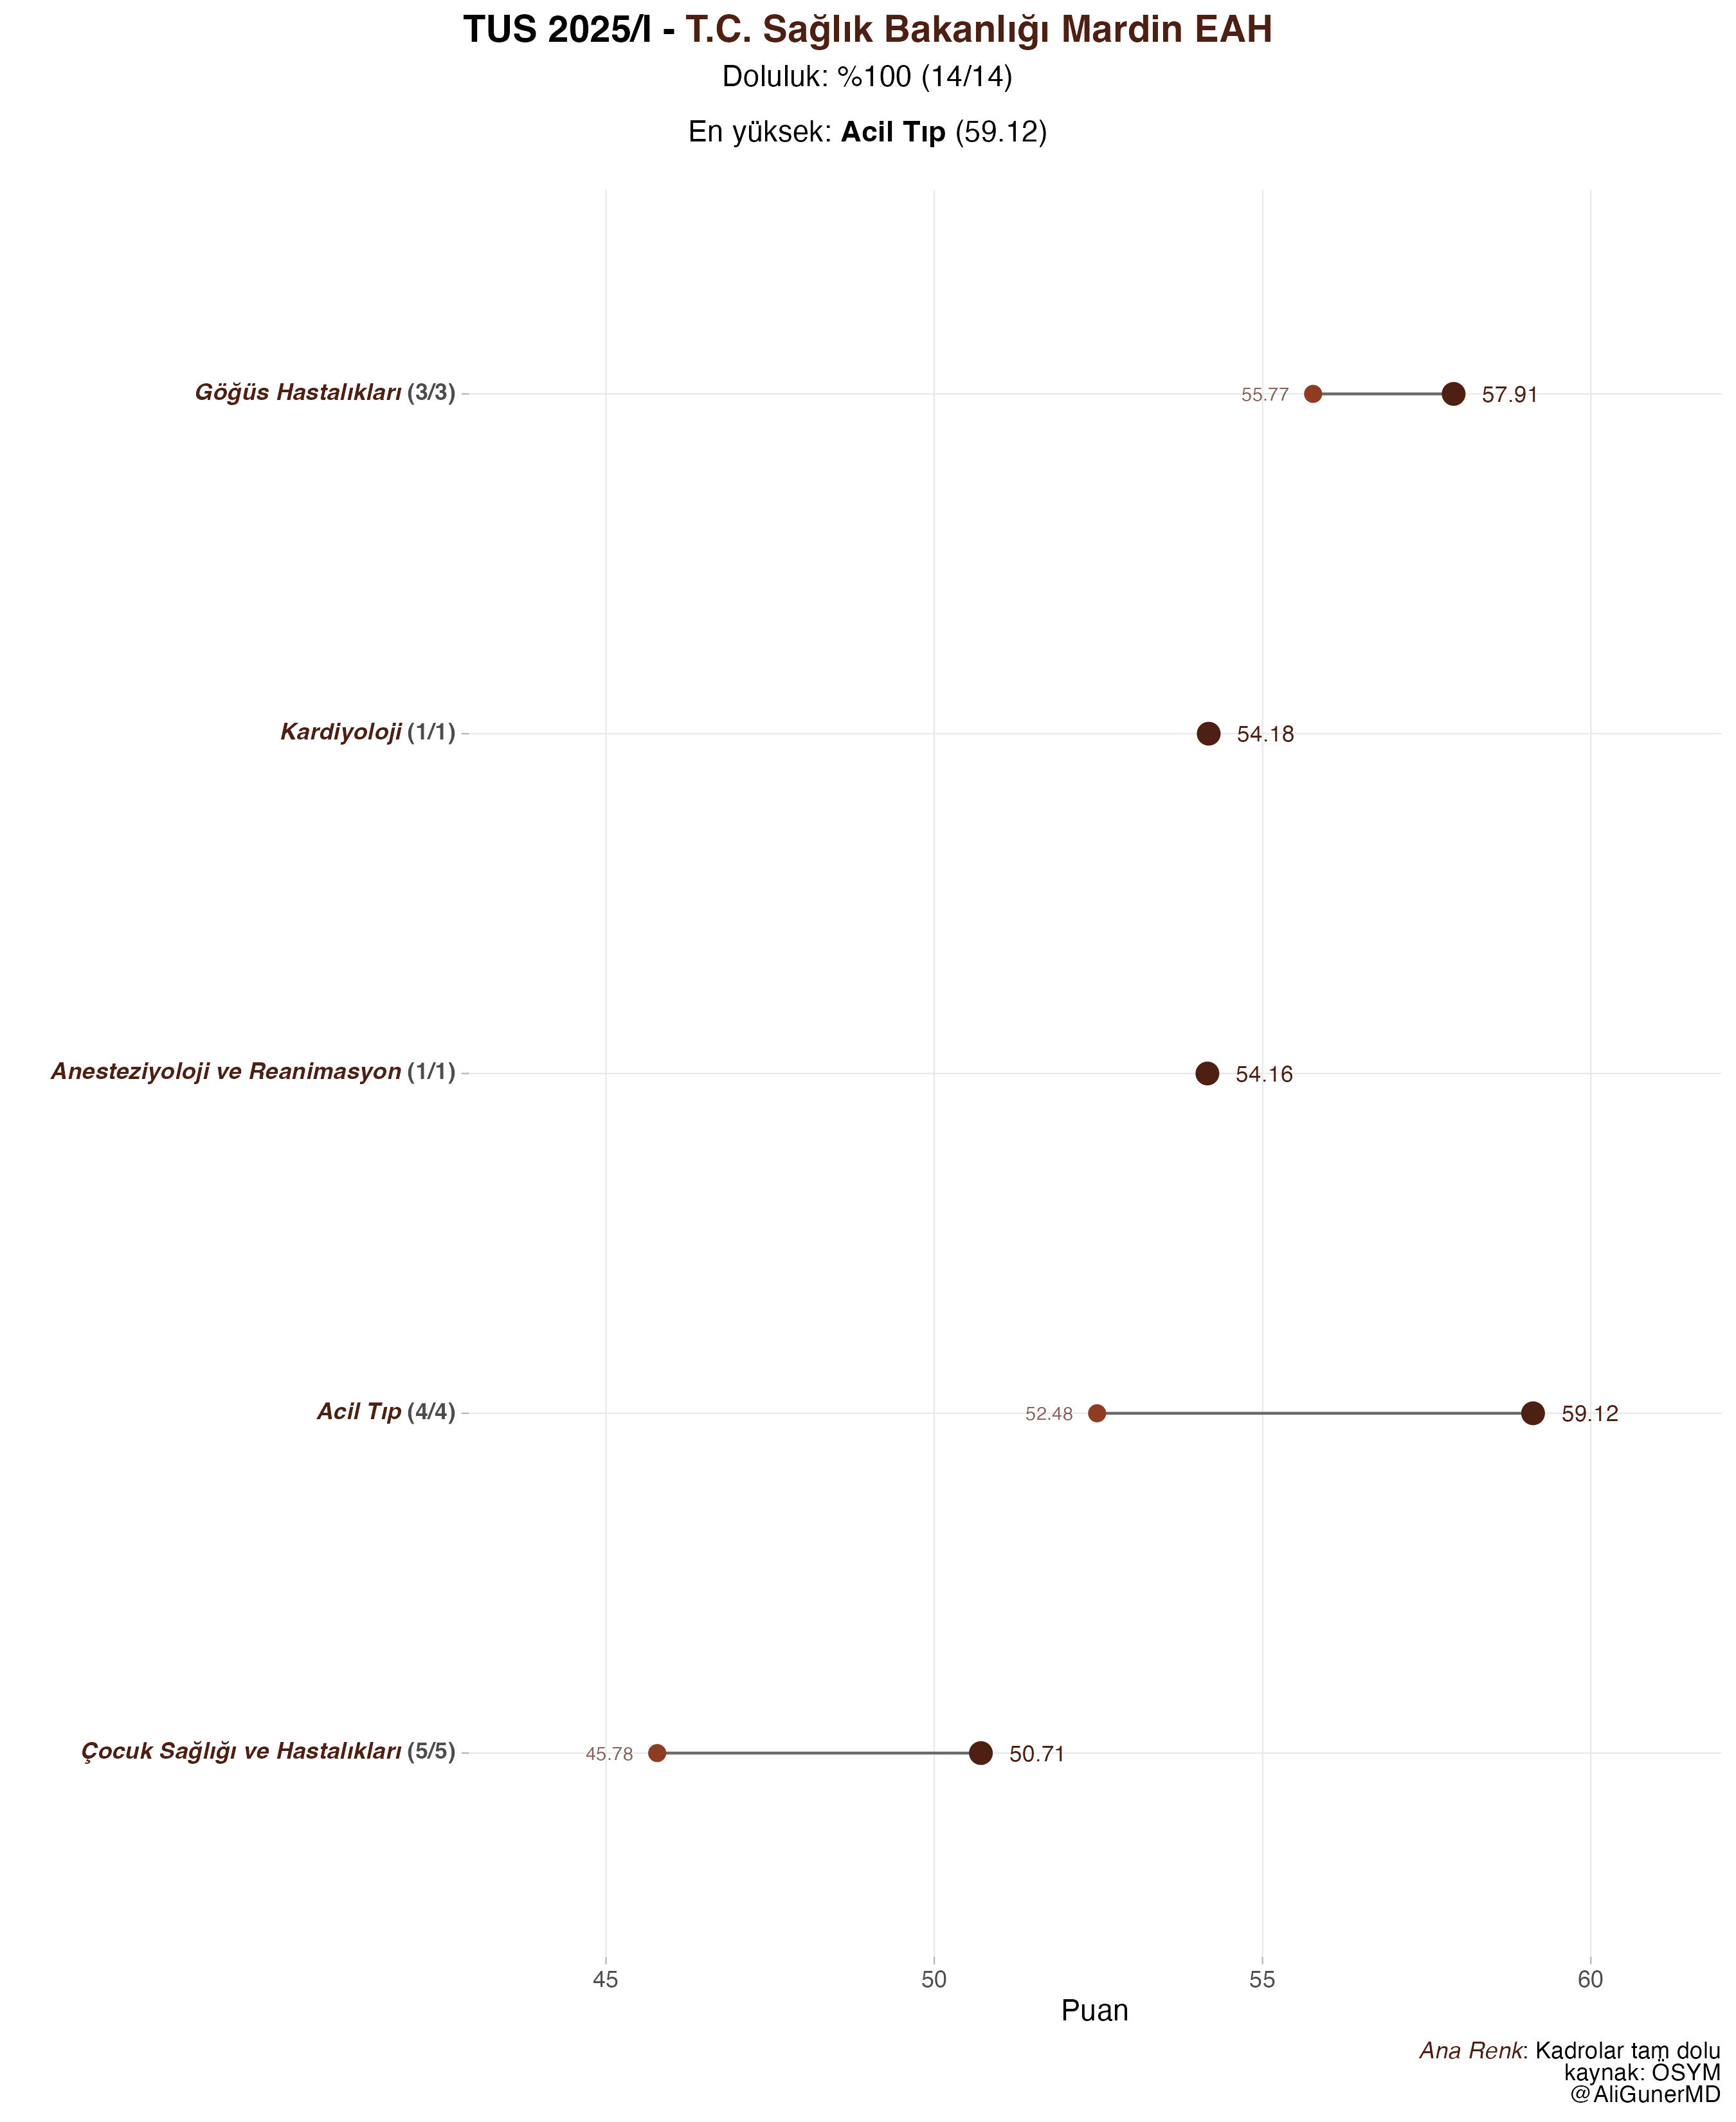 TUS 2025/I - T.C. Sağlık Bakanlığı Mardin EAH
Doluluk: %100 (14/14)
En yüksek: Acil Tıp (59.12)
Göğüs Hastalıkları (3/3) 55.77 57.91
Kardiyoloji (1/1) 54.18
Anesteziyoloji ve Reanimasyon (1/1) 54.16
Acil Tıp (4/4) 52.48 59.12
Çocuk Sağlığı ve Hastalıkları (5/5) 45.78 50.71
45 50 55 60
Puan
Ana Renk: Kadrolar tam dolu
kaynak: ÖSYM
@AliGunerMD